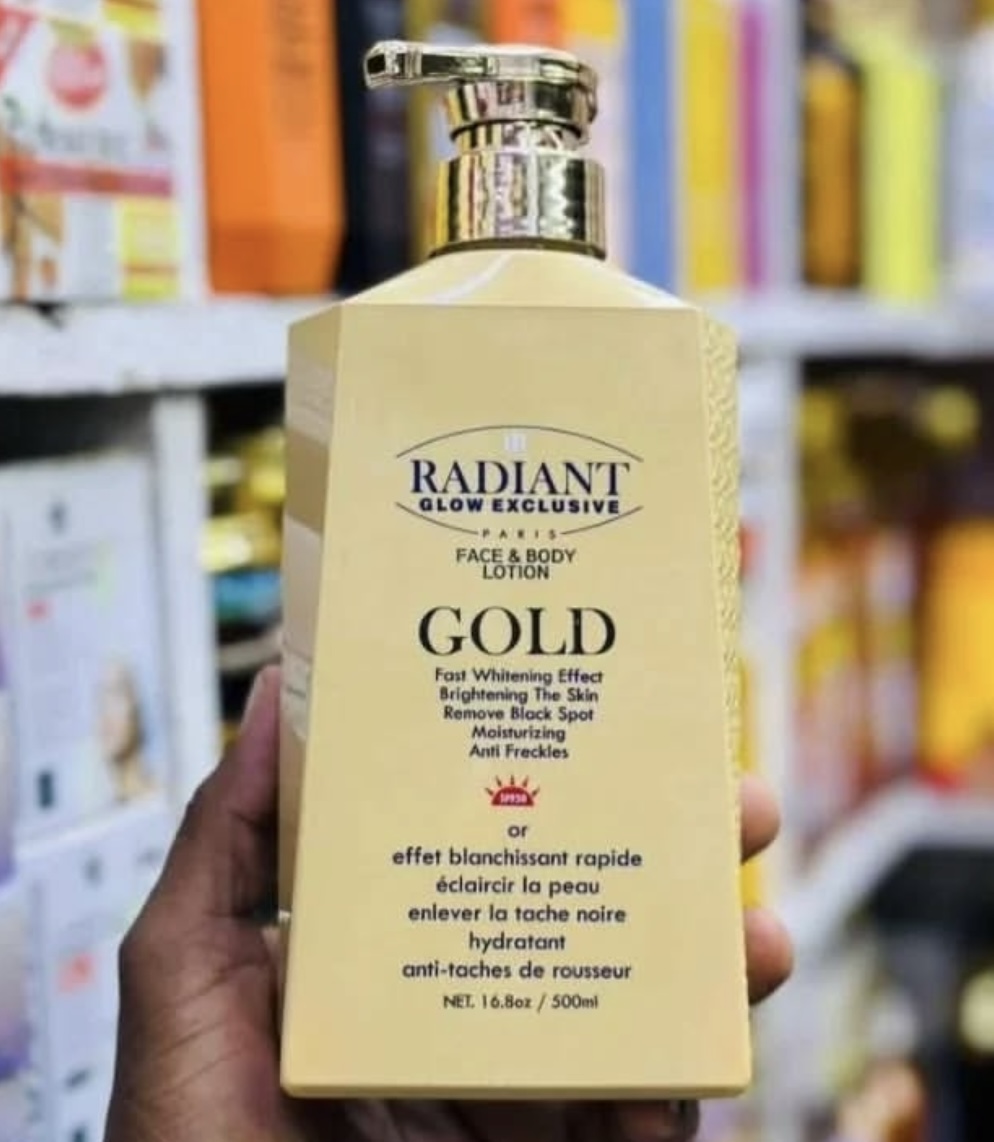 RADIANT
GLOW EXCLUSIVE
PARIS
FACE & BODY
LOTION
GOLD
Fast Whitening Effect
Brightening The Skin
Remove Black Spot
Moisturizing
Anti Freckles
or
effet blanchissant rapide
éclaircir la peau
enlever la tache noire
hydratant
anti-taches de rousseur
NET. 16.8oz / 500ml